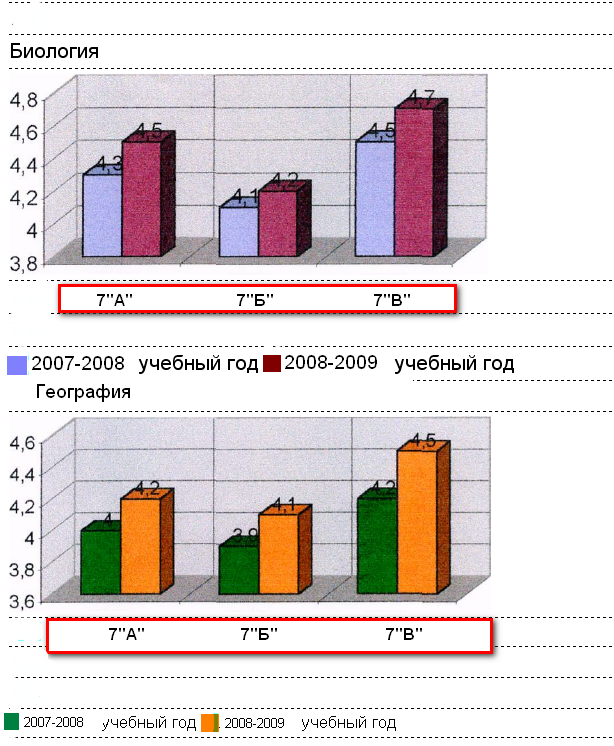 Биология
4,8
4,6
4,4
4,2
4
3,8
4,3 4,5 4,1 4,2 4,5 4,7
7"А" 7"Б" 7"В"
2007-2008 учебный год 2008-2009 учебный год
География
4,6
4,4
4,2
4
3,8
3,6
4 4,2 3,9 4,1 4,2 4,5
7"А" 7"Б" 7"В"
2007-2008 учебный год 2008-2009 учебный год